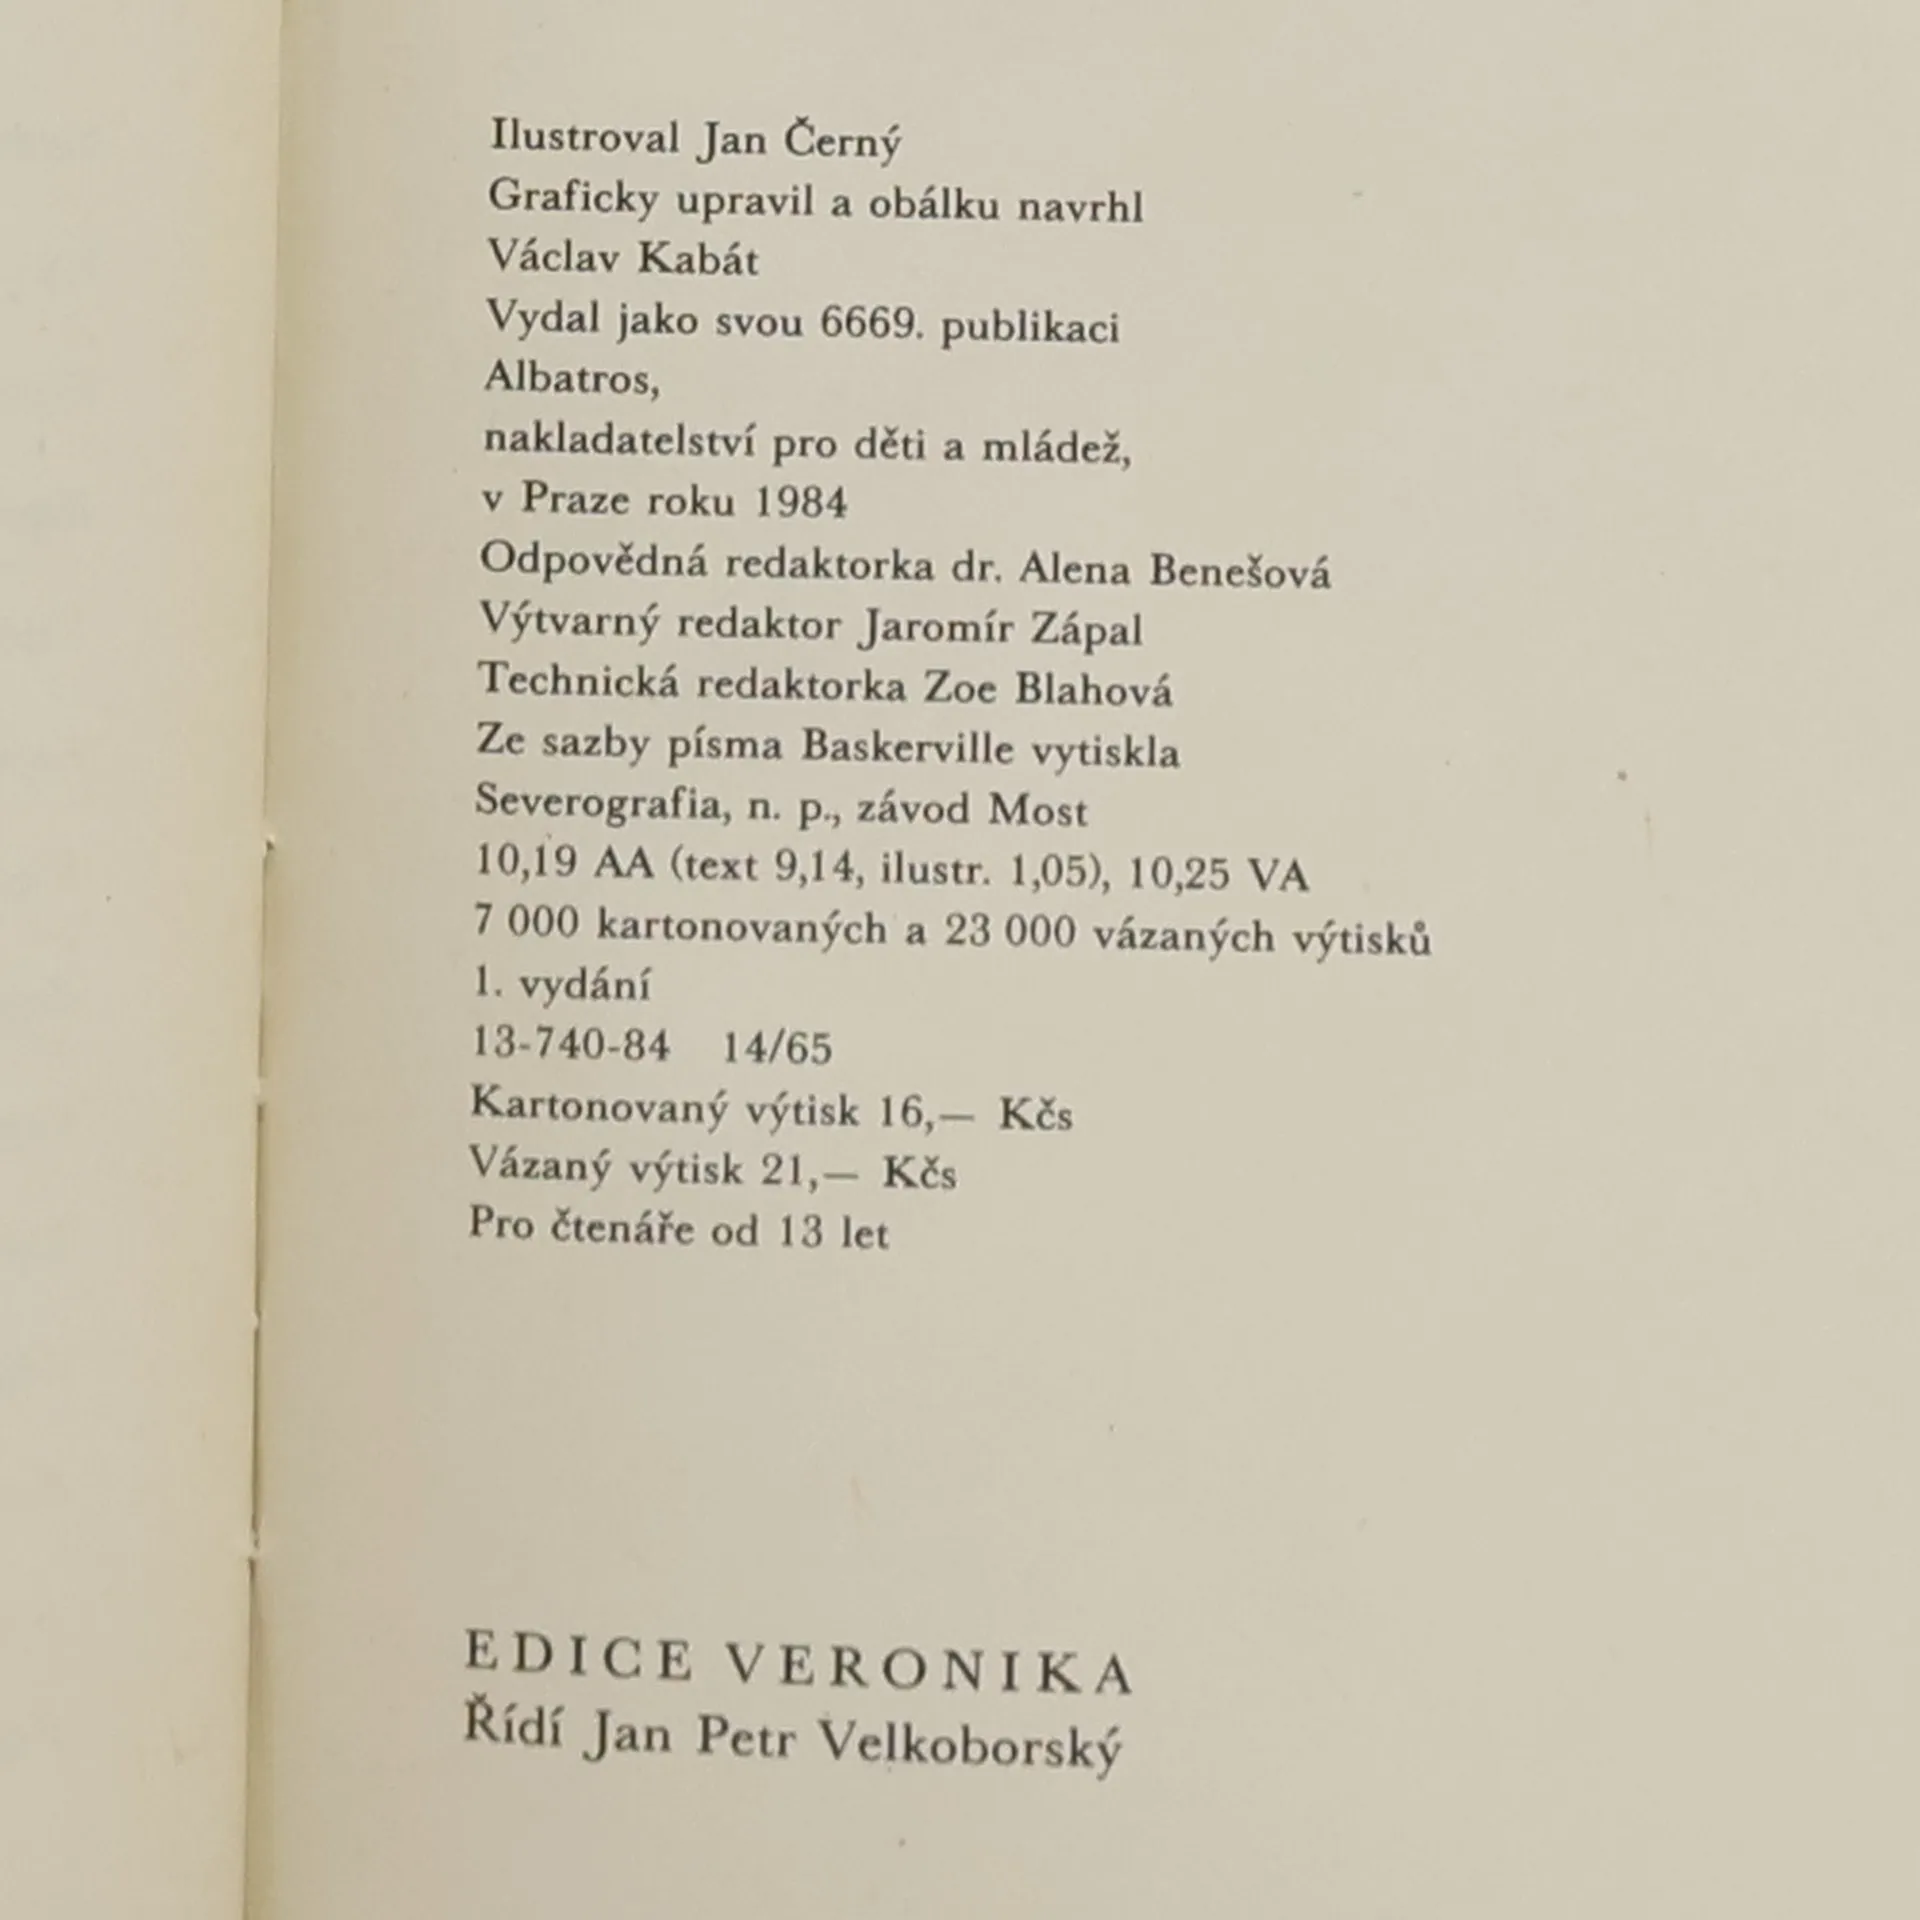 Ilustroval Jan Černý
Graficky upravil a obálku navrhl
Václav Kabát
Vydal jako svou 6669. publikaci
Albatros,
nakladatelství pro děti a mládež,
v Praze roku 1984
Odpovědná redaktorka dr. Alena Benešová
Výtvarný redaktor Jaromír Zápal
Technická redaktorka Zoe Blahová
Ze sazby písma Baskerville vytiskla
Severografia, n. p., závod Most
10,19 AA (text 9,14, ilustr. 1,05), 10,25 VA
7 000 kartonovaných a 23 000 vázaných výtisků
1. vydání
13-740-84 14/65
Kartonovaný výtisk 16,— Kčs
Vázaný výtisk 21,— Kčs
Pro čtenáře od 13 let
EDICE VERONIKA
Řídí Jan Petr Velkoborský